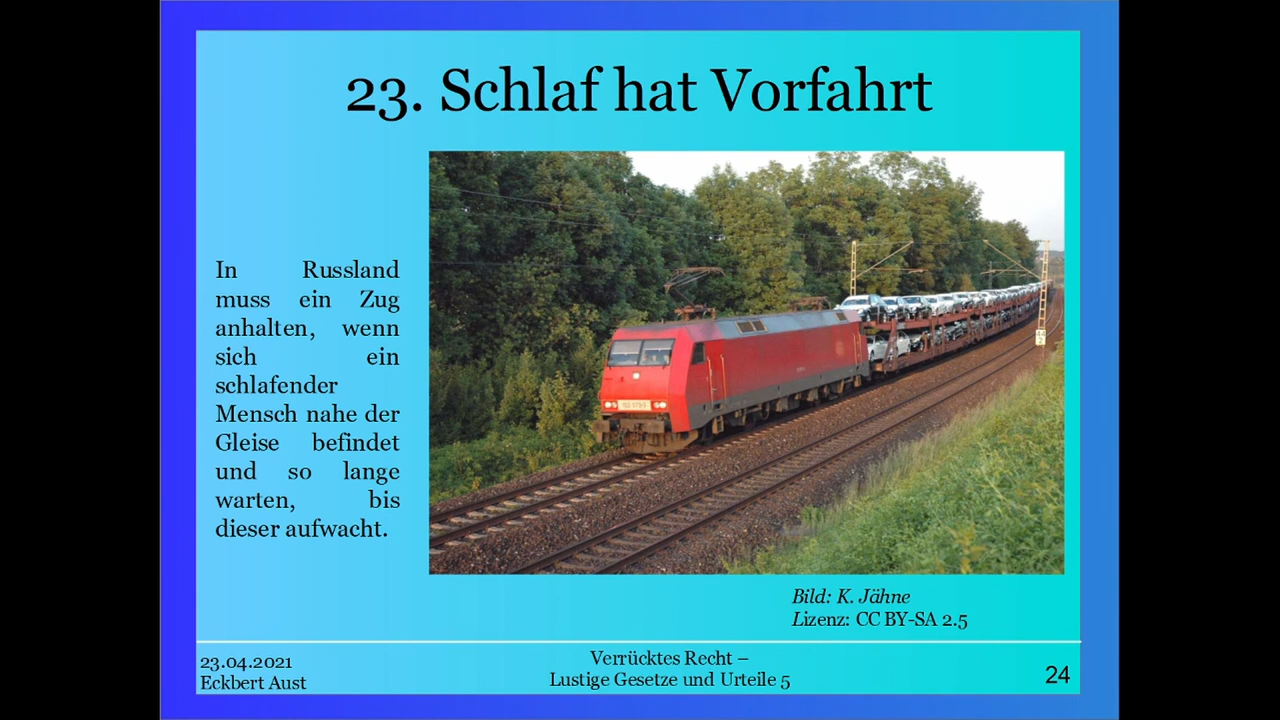 23. Schlaf hat Vorfahrt
In Russland
muss ein Zug
anhalten, wenn
sich ein
schlafender
Mensch nahe der
Gleise befindet
und so lange
warten, bis
dieser aufwacht.
Bild: K. Jähne
Lizenz: CC BY-SA 2.5
23.04.2021
Eckbert Aust
Verrücktes Recht –
Lustige Gesetze und Urteile 5
24